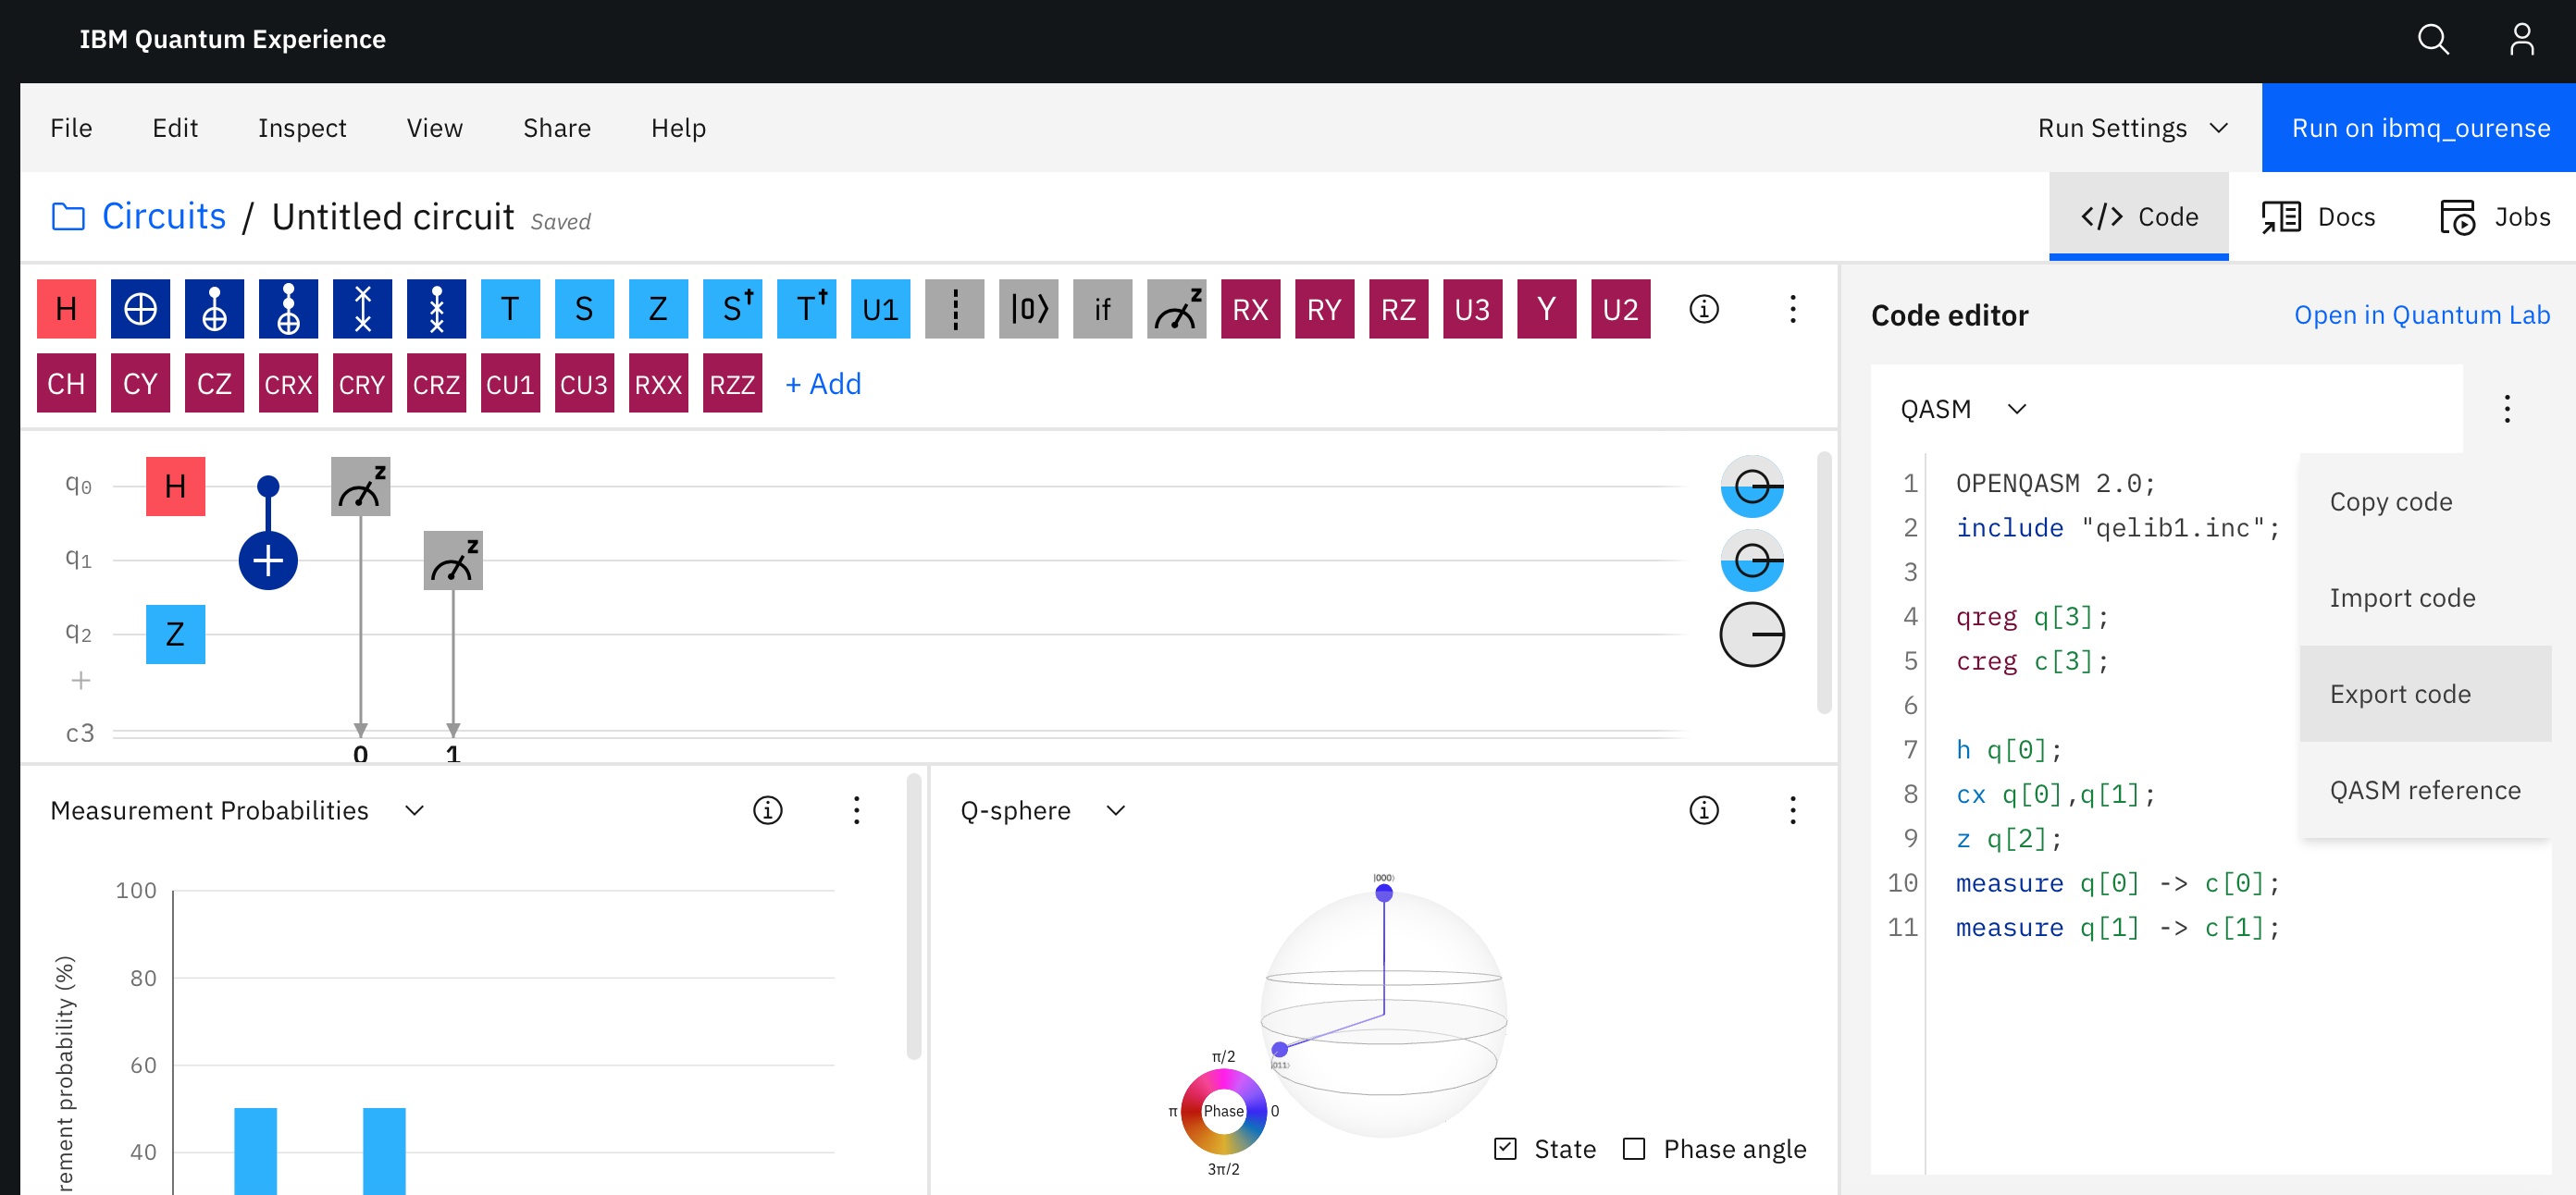 IBM Quantum Experience
File Edit Inspect View Share Help Run Settings Run on ibmq_ourense
Circuits / Untitled circuit Saved
</> Code Docs Jobs
H T S Z S† T† U1 |0⟩ if z RX RY RZ U3 Y U2
CH CY CZ CRX CRY CRZ CU1 CU3 RXX RZZ + Add
q0 H z
q1 z
q2 Z
+
c3
0 1
Measurement Probabilities
100
80
60
40
rement probability (%)
Q-sphere
|000⟩
|011⟩
π/2
π Phase 0
3π/2
State Phase angle
Code editor Open in Quantum Lab
QASM
1 OPENQASM 2.0;
2 include "qelib1.inc";
3
4 qreg q[3];
5 creg c[3];
6
7 h q[0];
8 cx q[0],q[1];
9 z q[2];
10 measure q[0] -> c[0];
11 measure q[1] -> c[1];
Copy code
Import code
Export code
QASM reference